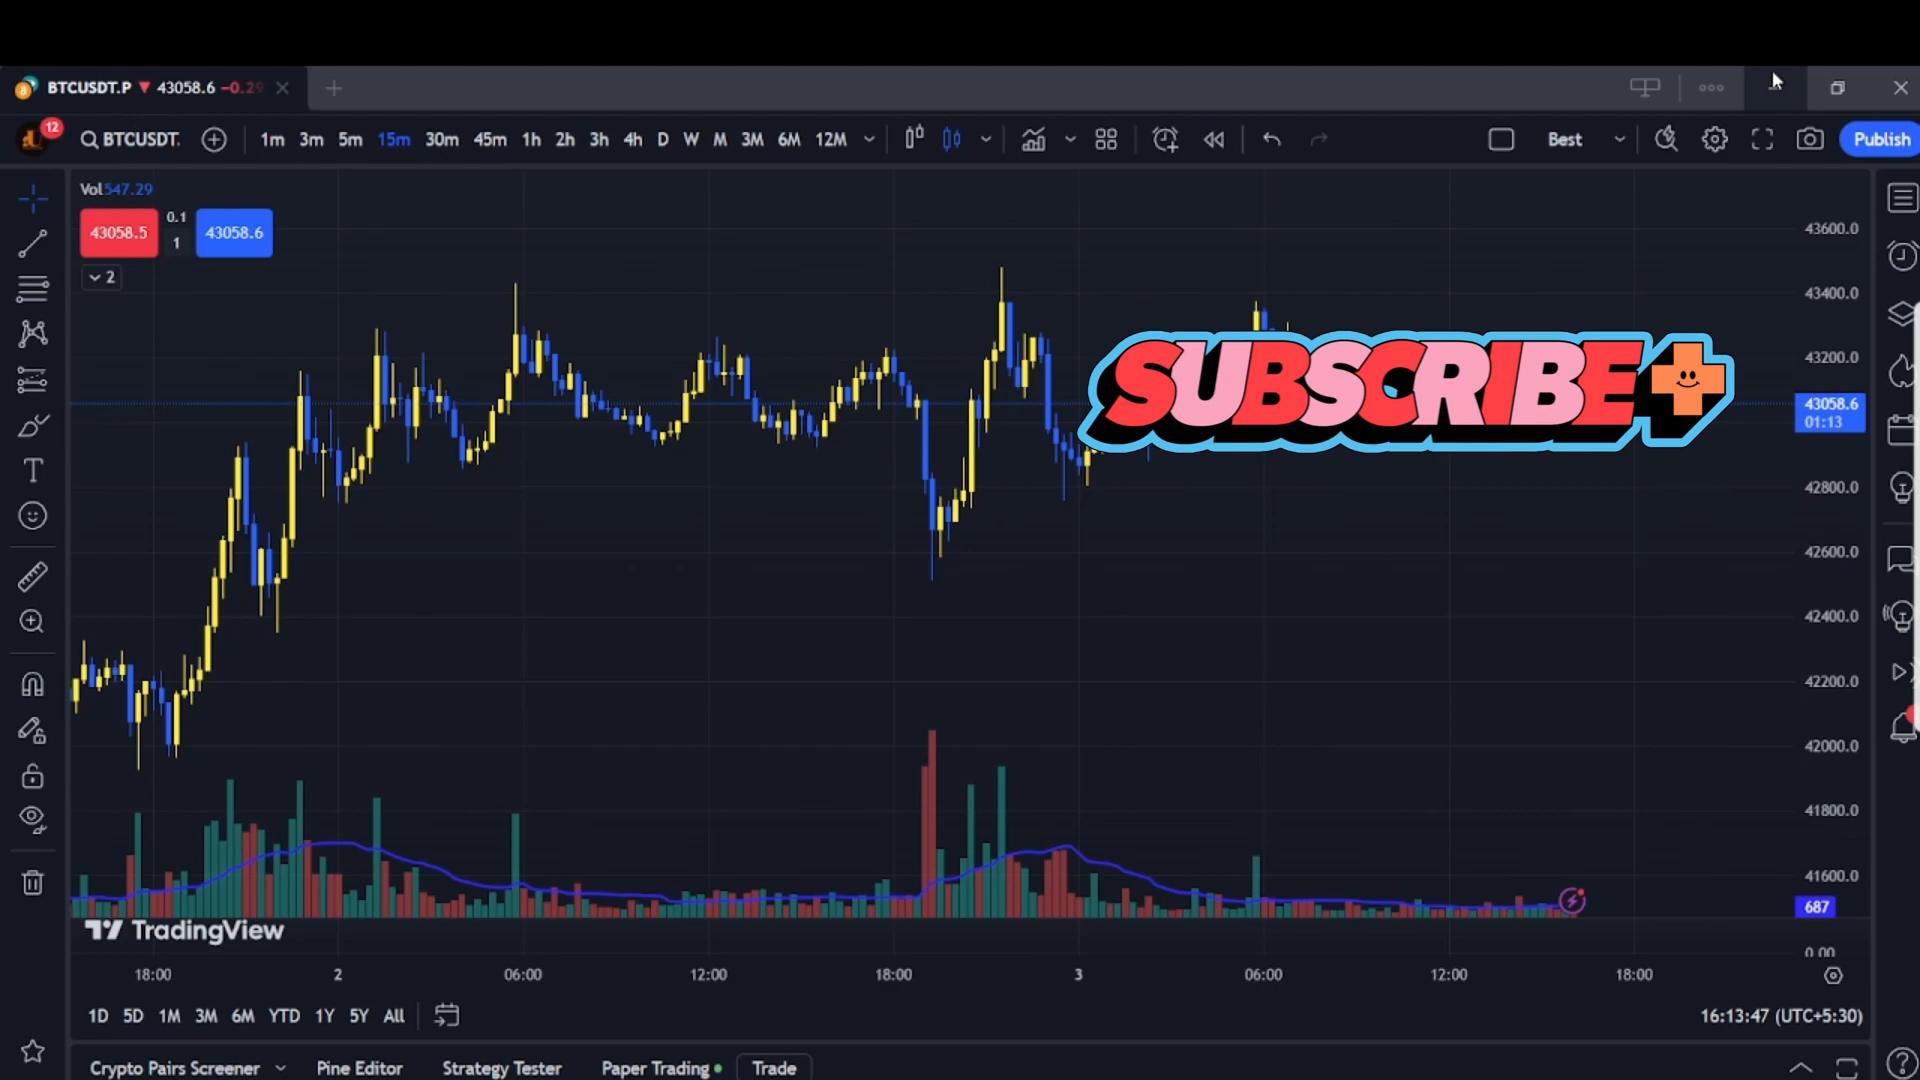 BTCUSDT.P 43058.6 −0.29
12
BTCUSDT. 1m 3m 5m 15m 30m 45m 1h 2h 3h 4h D W M 3M 6M 12M Best Publish
Vol547.29
43058.5 0.1 1 43058.6
2
43600.0
43400.0
43200.0
SUBSCRIBE
43058.6
01:13
42800.0
42600.0
42400.0
42200.0
42000.0
41800.0
41600.0
687
0.00
TradingView
18:00 2 06:00 12:00 18:00 3 06:00 12:00 18:00
1D 5D 1M 3M 6M YTD 1Y 5Y All 16:13:47 (UTC+5:30)
Crypto Pairs Screener Pine Editor Strategy Tester Paper Trading Trade